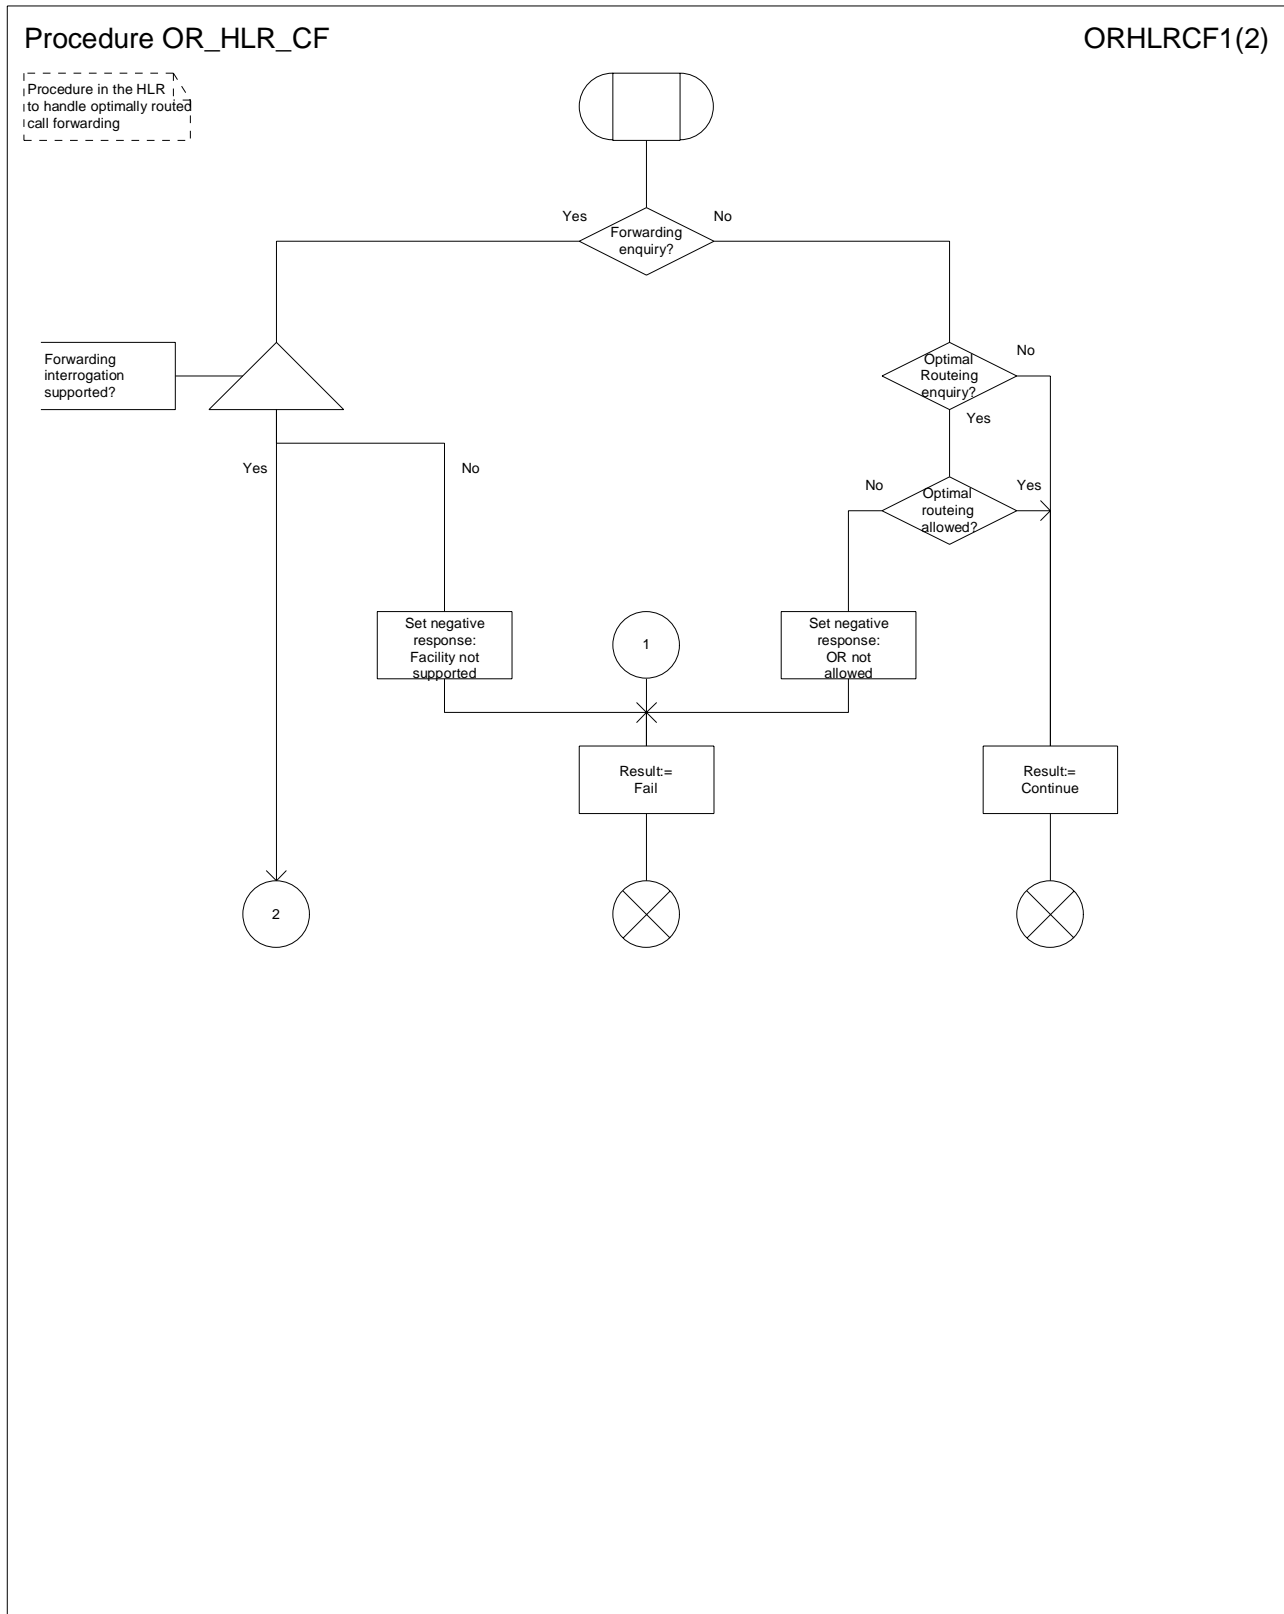 Procedure OR_HLR_CF
ORHLRCF1(2)
Procedure in the HLR
to handle optimally routed
call forwarding
Yes
No
Forwarding
enquiry?
Forwarding
interrogation
supported?
Optimal
Routeing
enquiry?
No
Yes
Yes
No
No
Optimal
routeing
allowed?
Yes
Set negative
response:
Facility not
supported
1
Set negative
response:
OR not
allowed
Result:=
Fail
Result:=
Continue
2